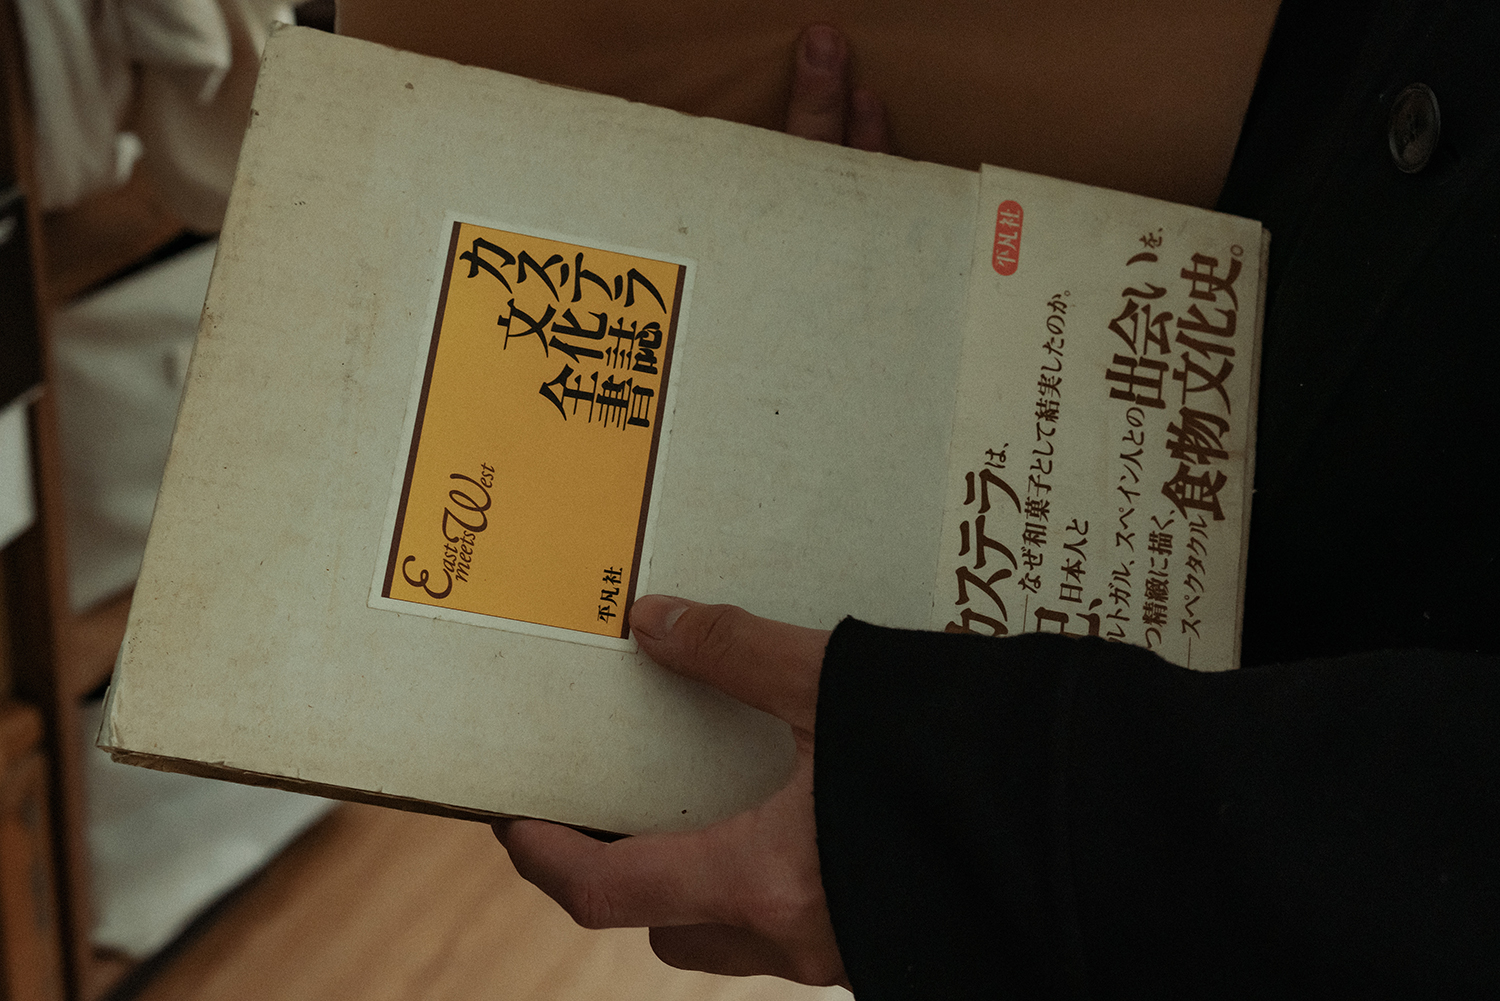 カステラ
文化誌
全書
East
meets West
平凡社
平凡社
カステラは、
——なぜ和菓子として結実したのか。
日本人と
ルトガル、スペイン人との出会いを、
つ精緻に描く、
——スペクタクル食物文化史。